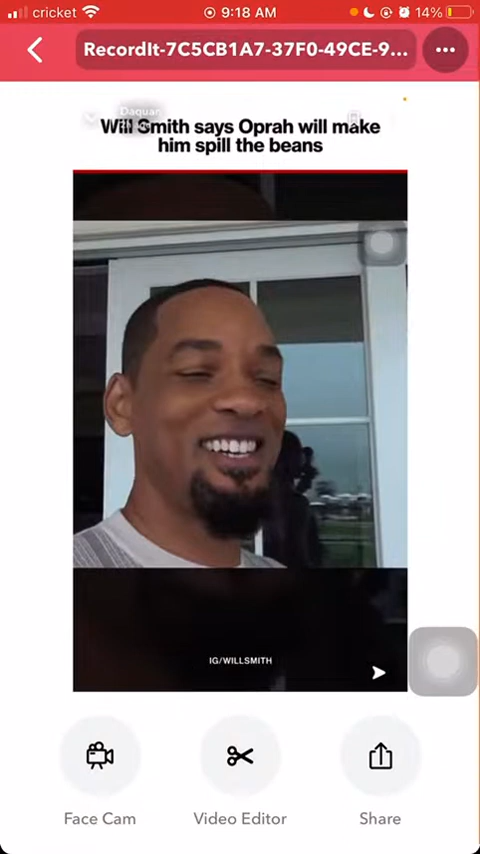 cricket 9:18 AM 14%
RecordIt-7C5CB1A7-37F0-49CE-9...
Daquan
Will Smith says Oprah will make
him spill the beans
IG/WILLSMITH
Face Cam Video Editor Share